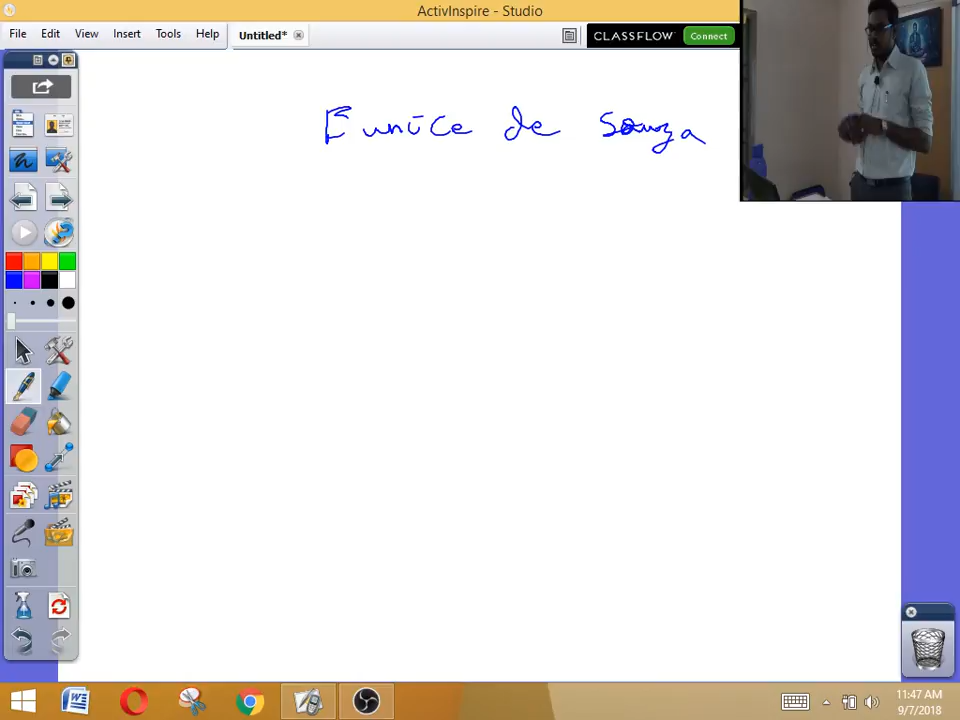 ActivInspire - Studio
File Edit View Insert Tools Help Untitled* CLASSFLOW Connect
Eunice de Souza
11:47 AM
9/7/2018